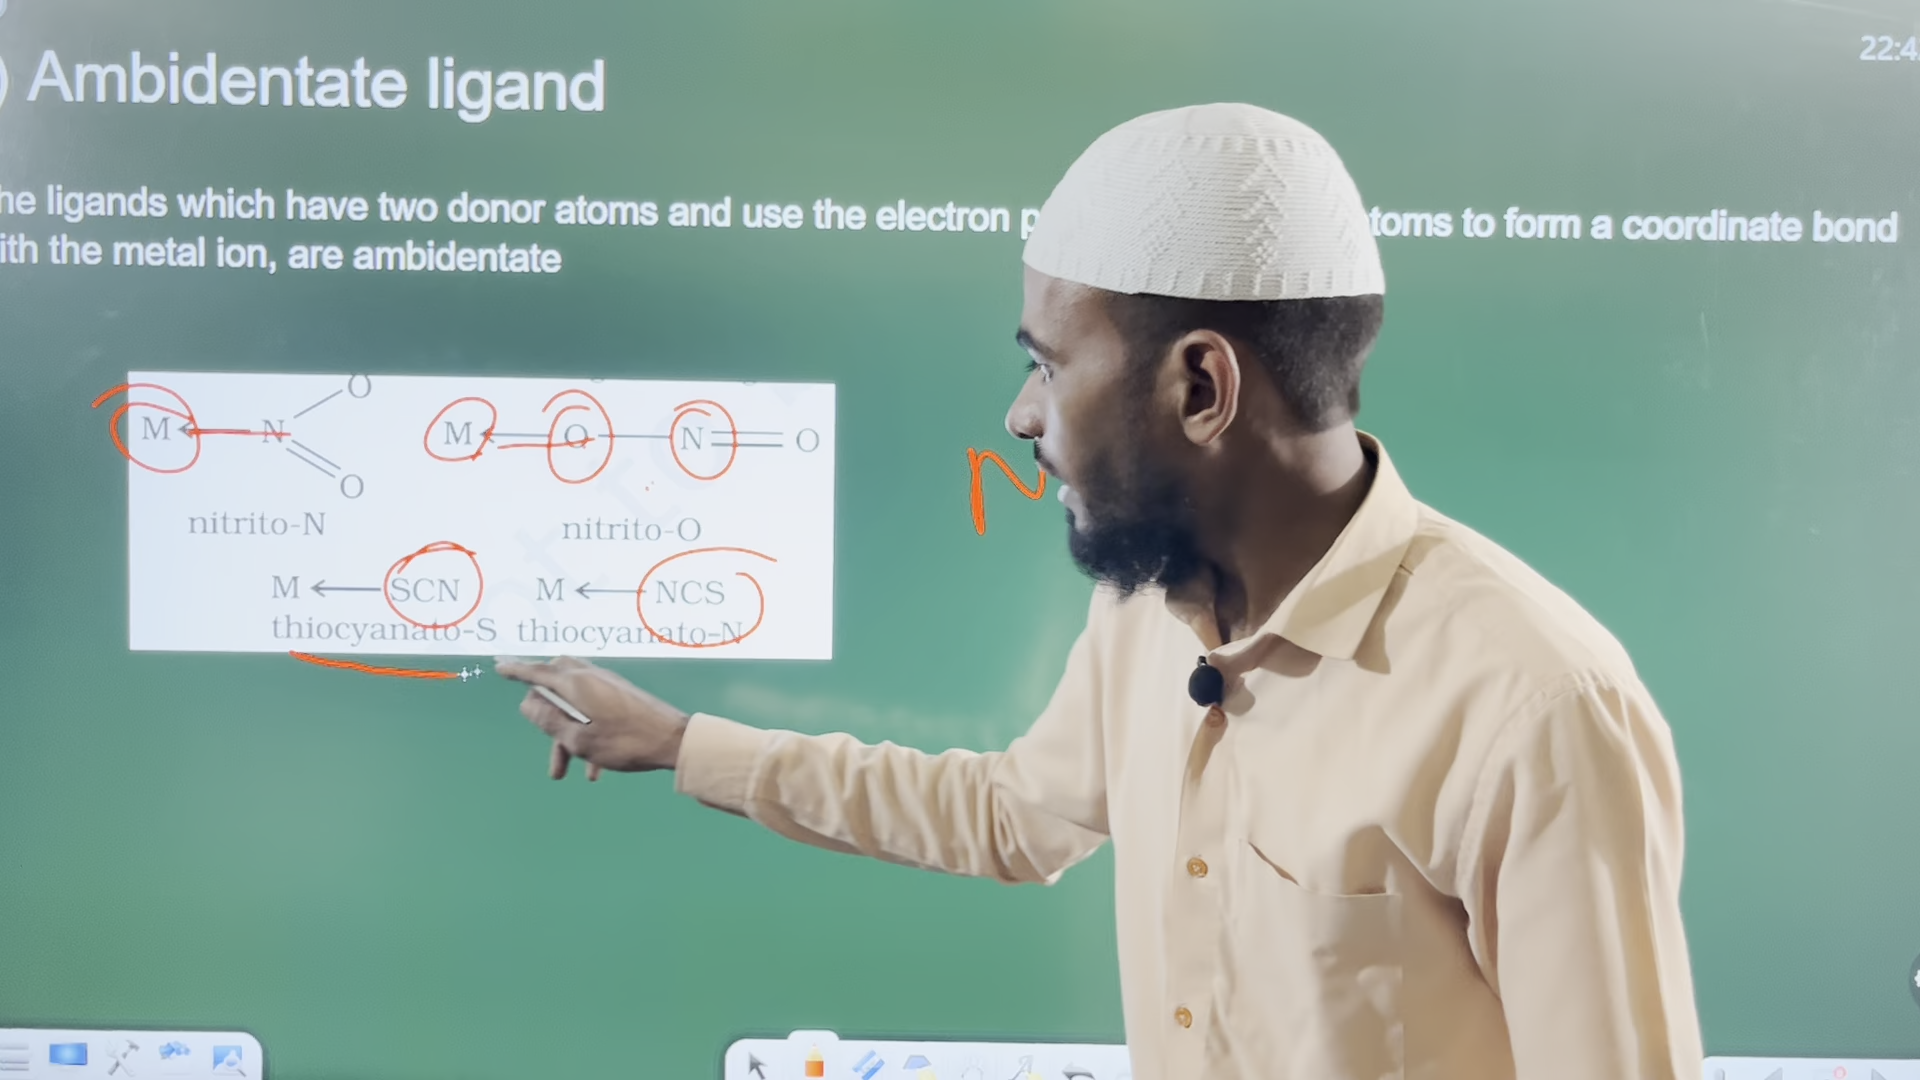 ) Ambidentate ligand
22:4
he ligands which have two donor atoms and use the electron p toms to form a coordinate bond
ith the metal ion, are ambidentate
O
M N M O N O
O
N
nitrito-N nitrito-O
M SCN M NCS
thiocyanato-S thiocyanato-N